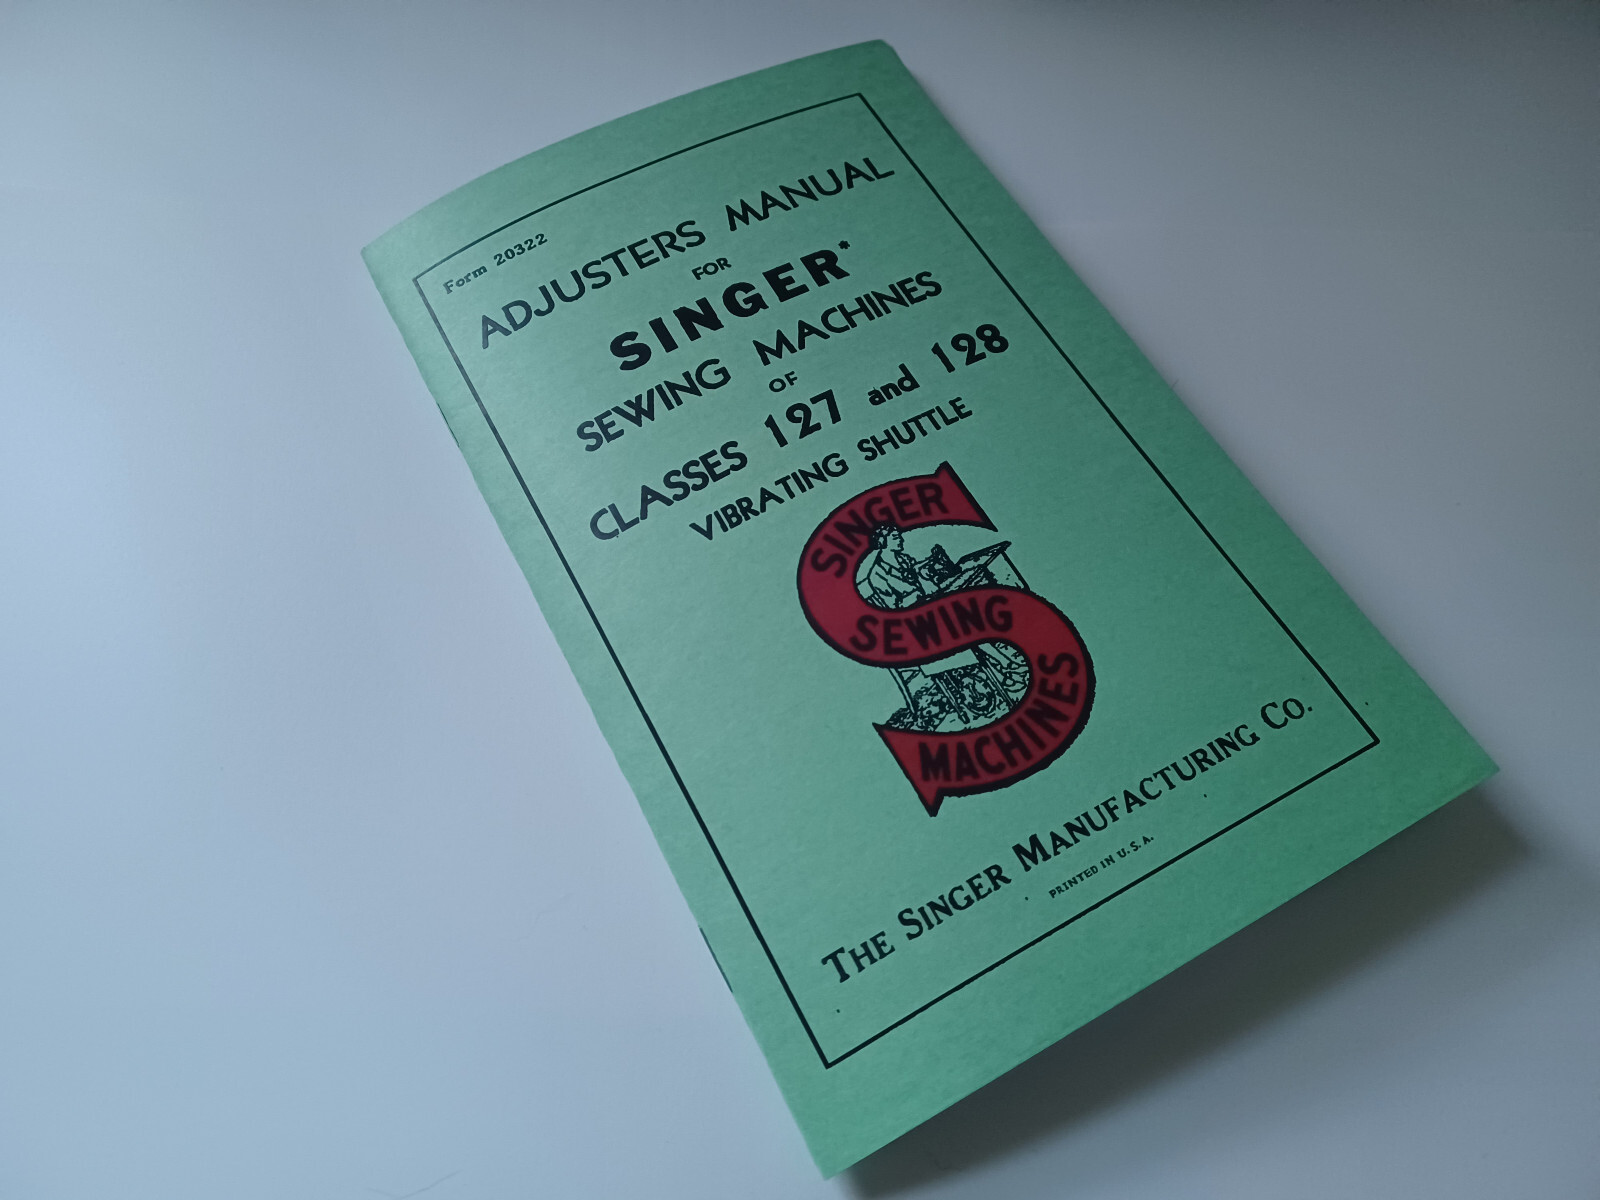 Form 20322
ADJUSTERS MANUAL
FOR
SINGER*
SEWING MACHINES
OF
CLASSES 127 and 128
VIBRATING SHUTTLE
SINGER
SEWING
MACHINES
THE SINGER MANUFACTURING CO.
PRINTED IN U.S.A.